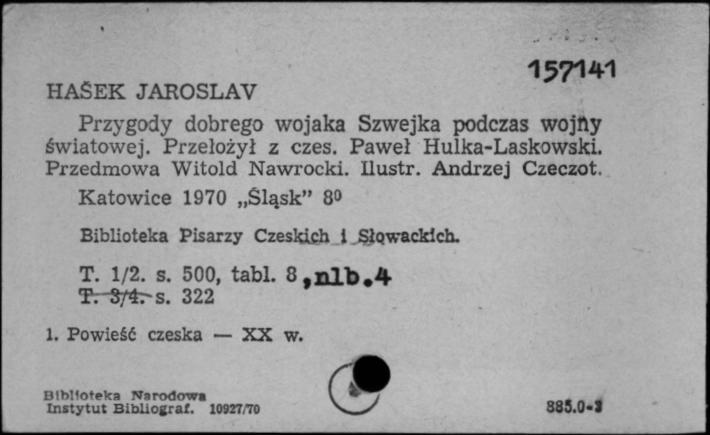 157141
HAŠEK JAROSLAV
Przygody dobrego wojaka Szwejka podczas wojny
światowej. Przełożył z czes. Paweł Hulka-Laskowski.
Przedmowa Witold Nawrocki. Ilustr. Andrzej Czeczot.
Katowice 1970 „Śląsk” 8⁰
Biblioteka Pisarzy Czeskich i Słowackich.
T. 1/2. s. 500, tabl. 8, nlb. 4
T. 3/4. s. 322
1. Powieść czeska — XX w.
Biblioteka Narodowa
Instytut Bibliograf. 10927/70
885.0-3